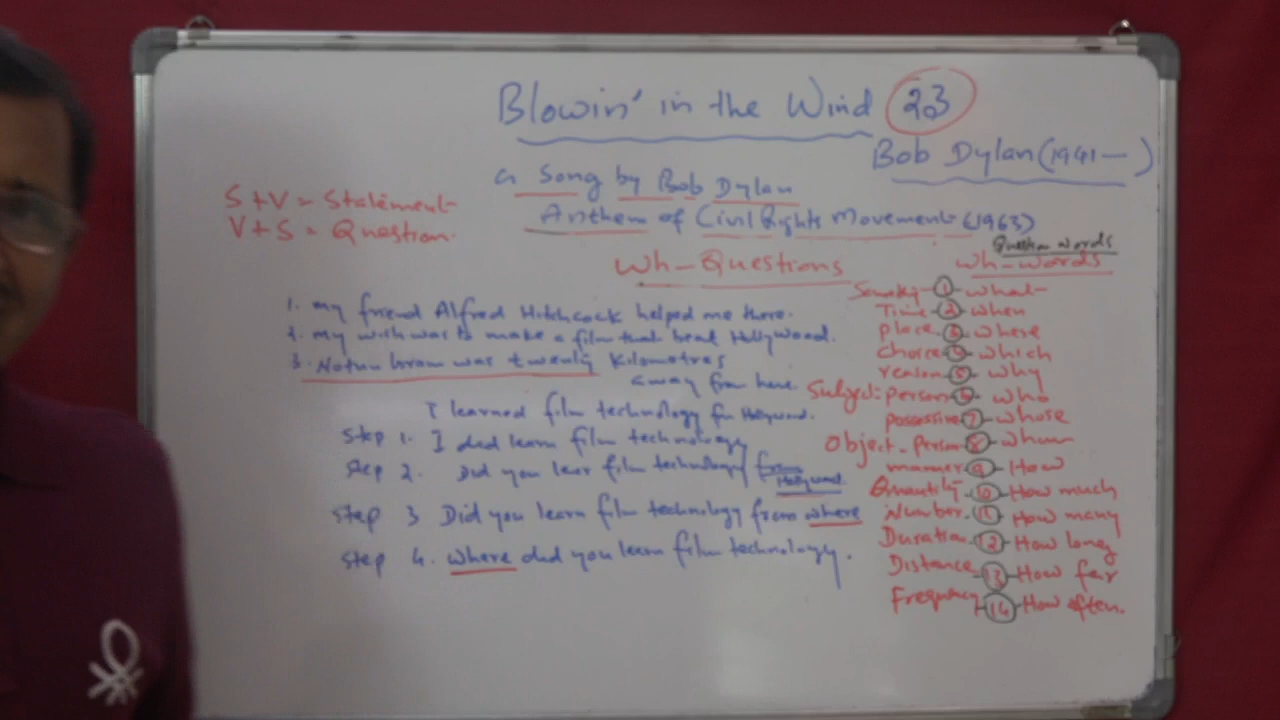 Blowin' in the Wind 23
Bob Dylan (1941 — )
a Song by Bob Dylan
Anthem of Civil Rights Movement (1963)
S + V = Statement
V + S = Question.
Wh-Questions
1. my friend Alfred Hitchcock helped me there.
2. my wish was to make a film that beat Hollywood.
3. was twenty Kilometres
away from here
I learned film technology from Hollywood.
Step 1. I did learn film technology
Step 2. Did you lear film technology from
Hollywood.
Step 3 Did you learn film technology from where
Step 4. where did you learn film technology.
Question words
Wh-words
1 what
Time 2 when
place 3 where
choice 4 which
reason 5 why
Subject: person 6 who
possessive 7 whose
Object - Person 8 whom
manner 9 How
Quantity 10 How much
Number 11 How many
Duration 12 How long
Distance 13 How far
Frequency 14 How often.